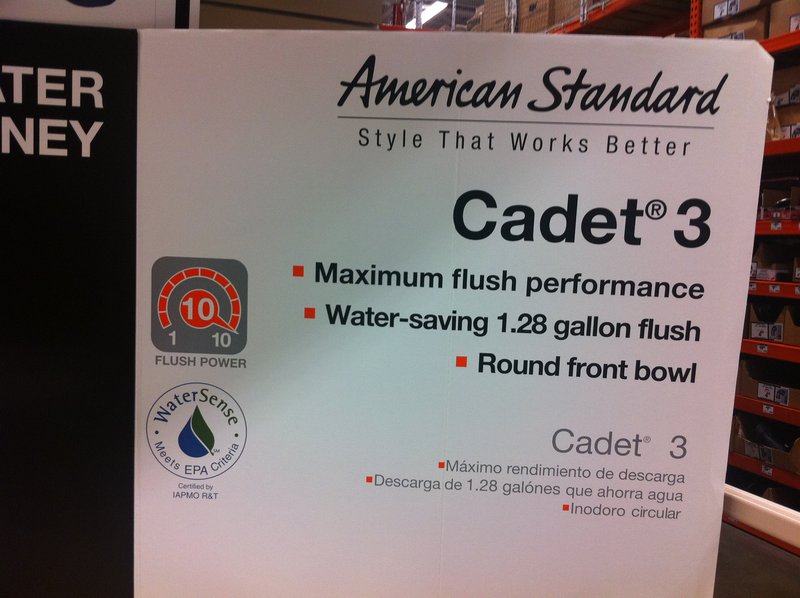 ATER
NEY
American Standard
Style That Works Better
Cadet® 3
Maximum flush performance
Water-saving 1.28 gallon flush
Round front bowl
10
1 10
FLUSH POWER
WaterSense
Meets EPA Criteria
Certified by
IAPMO R&T
Cadet® 3
Máximo rendimiento de descarga
Descarga de 1.28 galónes que ahorra agua
Inodoro circular